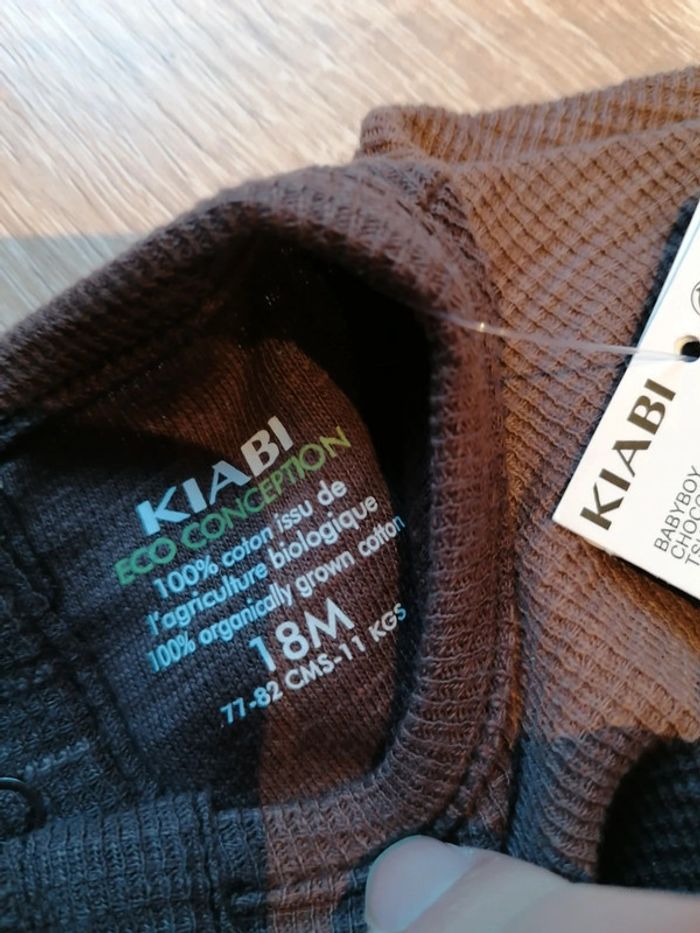 KIABI
ECO CONCEPTION
100% coton issu de
l'agriculture biologique
100% organically grown cotton
18M
77-82 CMS-11 KGS
KIABI
BABYBOY